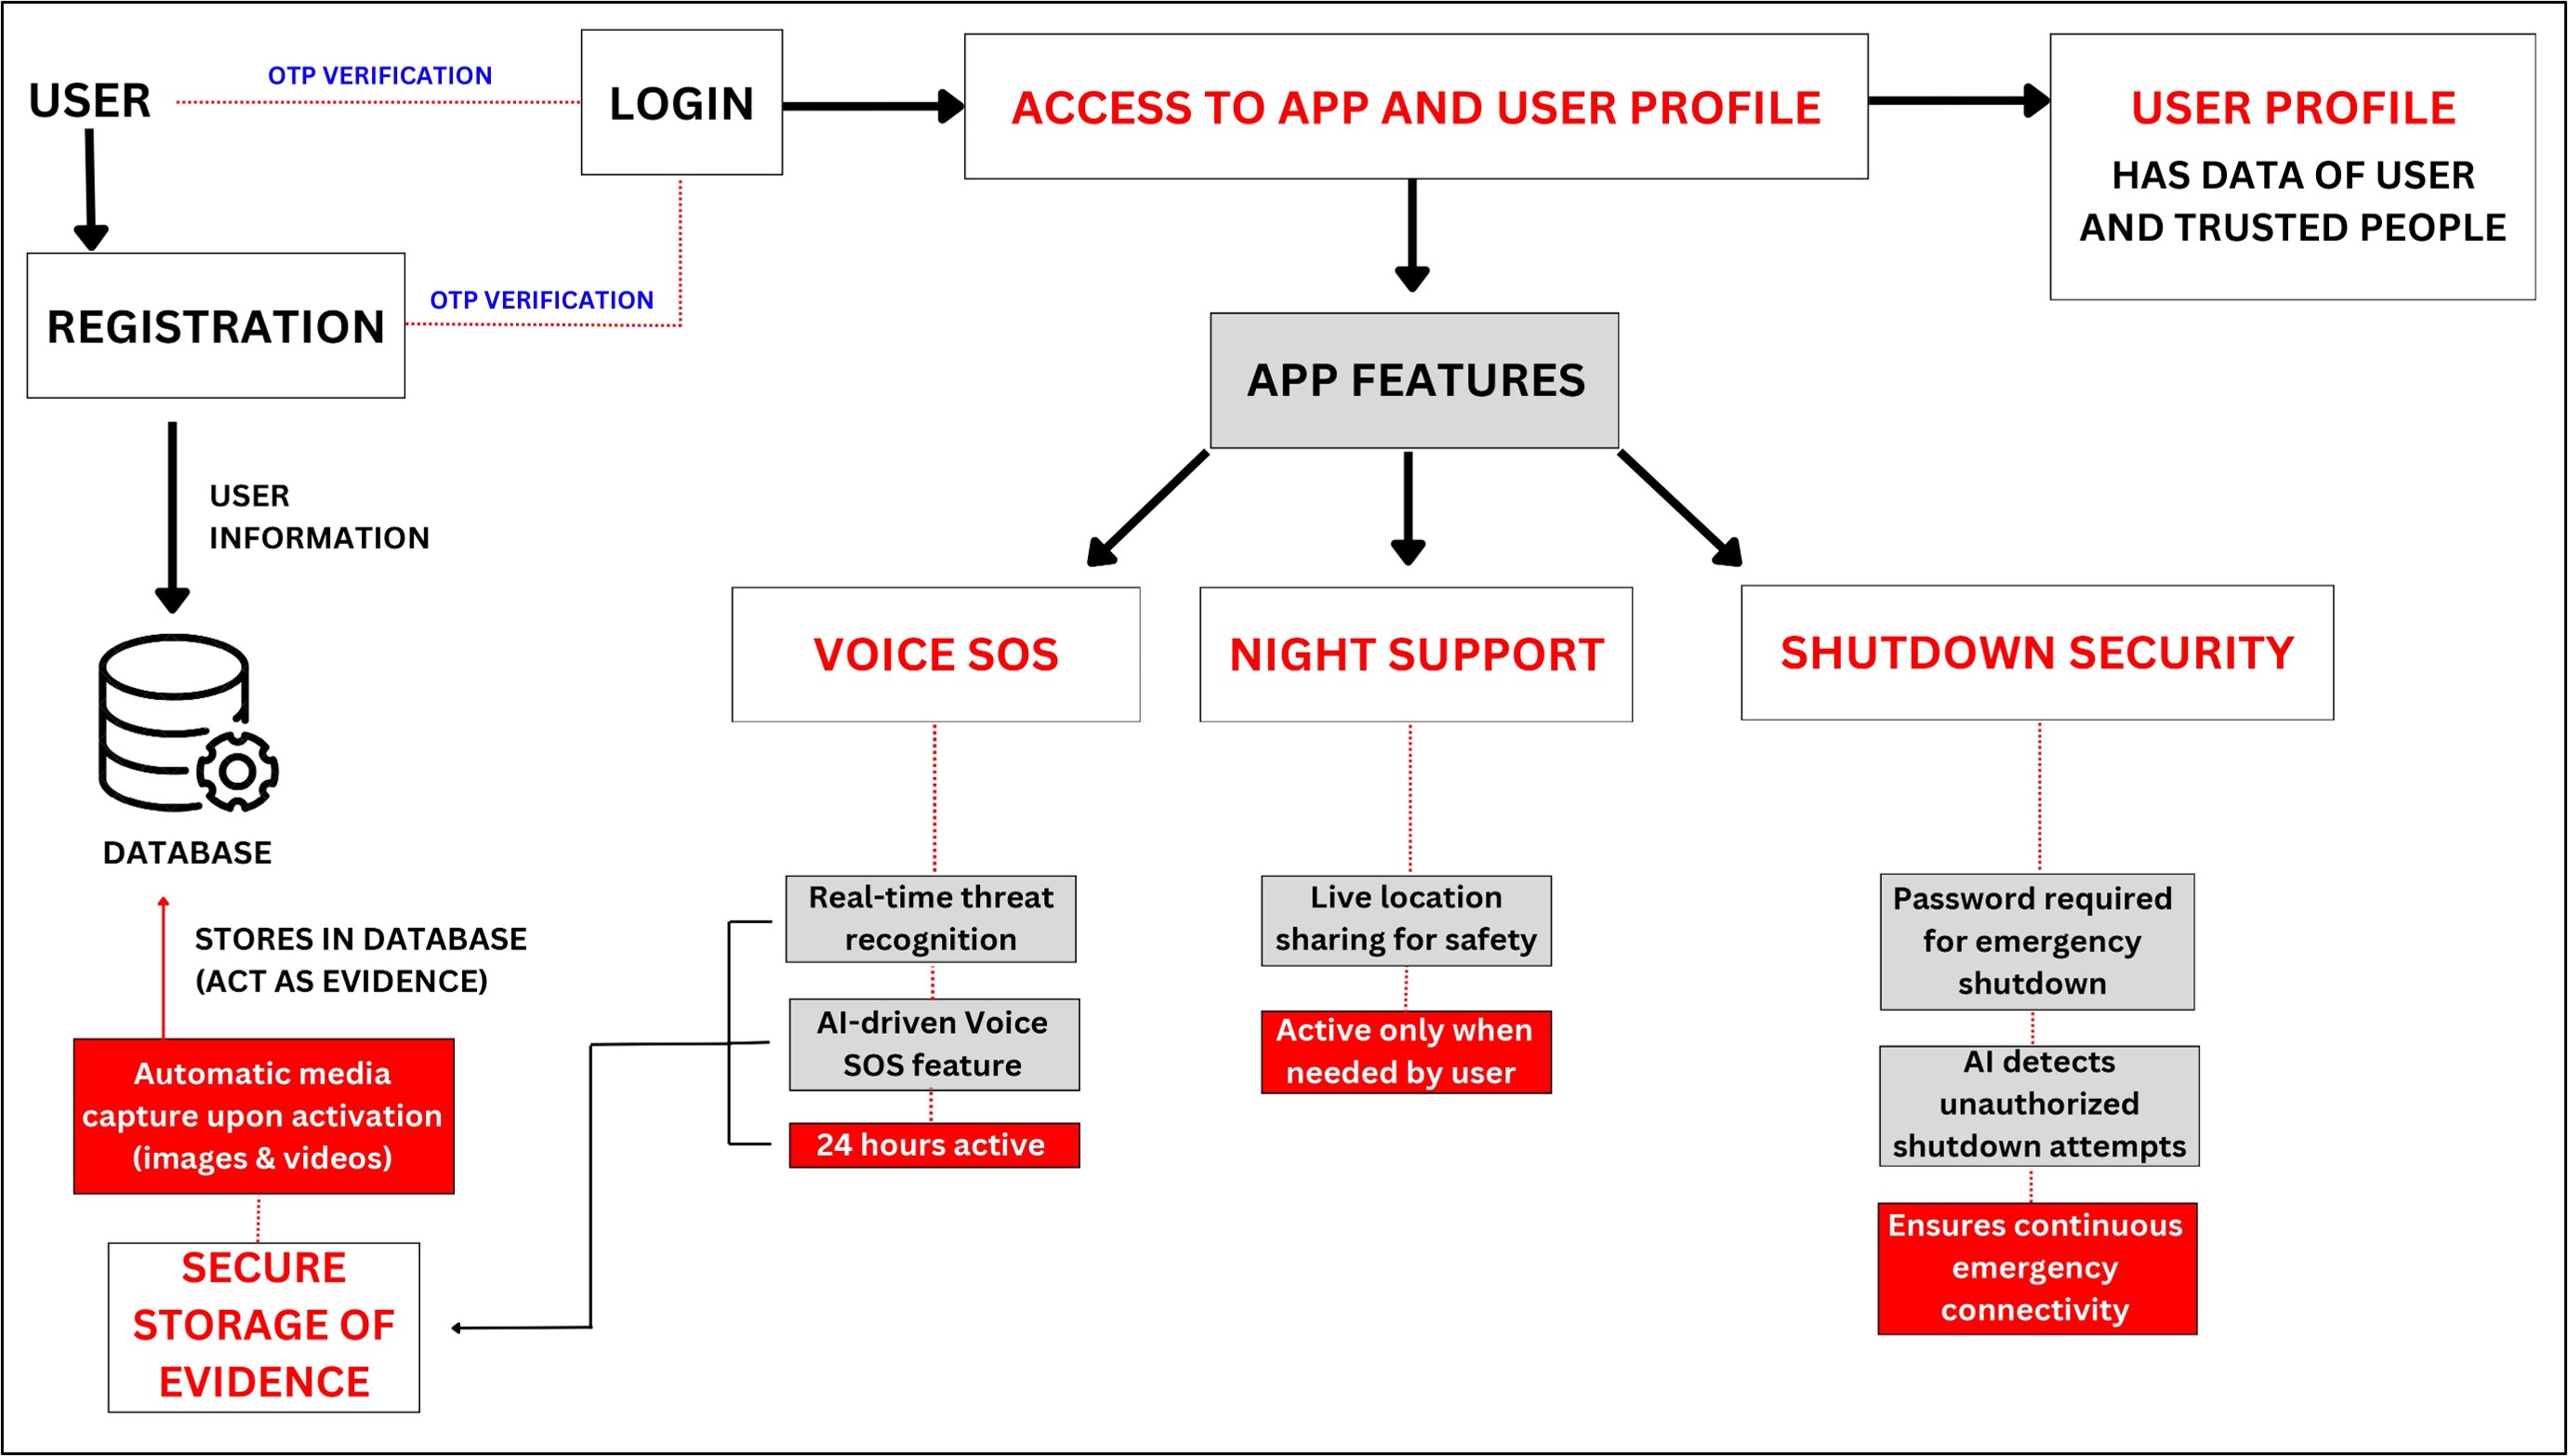 USER
OTP VERIFICATION
LOGIN
ACCESS TO APP AND USER PROFILE
USER PROFILE
HAS DATA OF USER
AND TRUSTED PEOPLE
REGISTRATION
OTP VERIFICATION
APP FEATURES
USER
INFORMATION
DATABASE
VOICE SOS
NIGHT SUPPORT
SHUTDOWN SECURITY
STORES IN DATABASE
(ACT AS EVIDENCE)
Automatic media
capture upon activation
(images & videos)
SECURE
STORAGE OF
EVIDENCE
Real-time threat
recognition
AI-driven Voice
SOS feature
24 hours active
Live location
sharing for safety
Active only when
needed by user
Password required
for emergency
shutdown
AI detects
unauthorized
shutdown attempts
Ensures continuous
emergency
connectivity